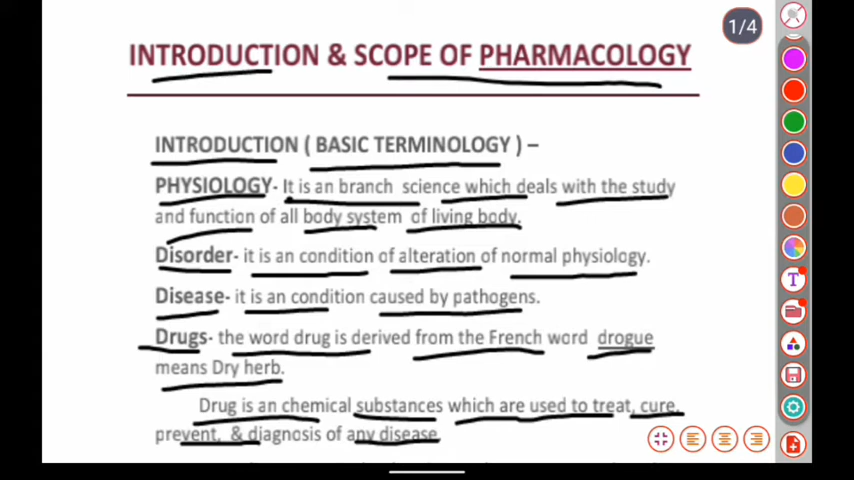 1/4
INTRODUCTION & SCOPE OF PHARMACOLOGY
INTRODUCTION ( BASIC TERMINOLOGY ) –
PHYSIOLOGY- It is an branch science which deals with the study
and function of all body system of living body.
Disorder- it is an condition of alteration of normal physiology.
Disease- it is an condition caused by pathogens.
Drugs- the word drug is derived from the French word drogue
means Dry herb.
Drug is an chemical substances which are used to treat, cure,
prevent, & diagnosis of any disease
T